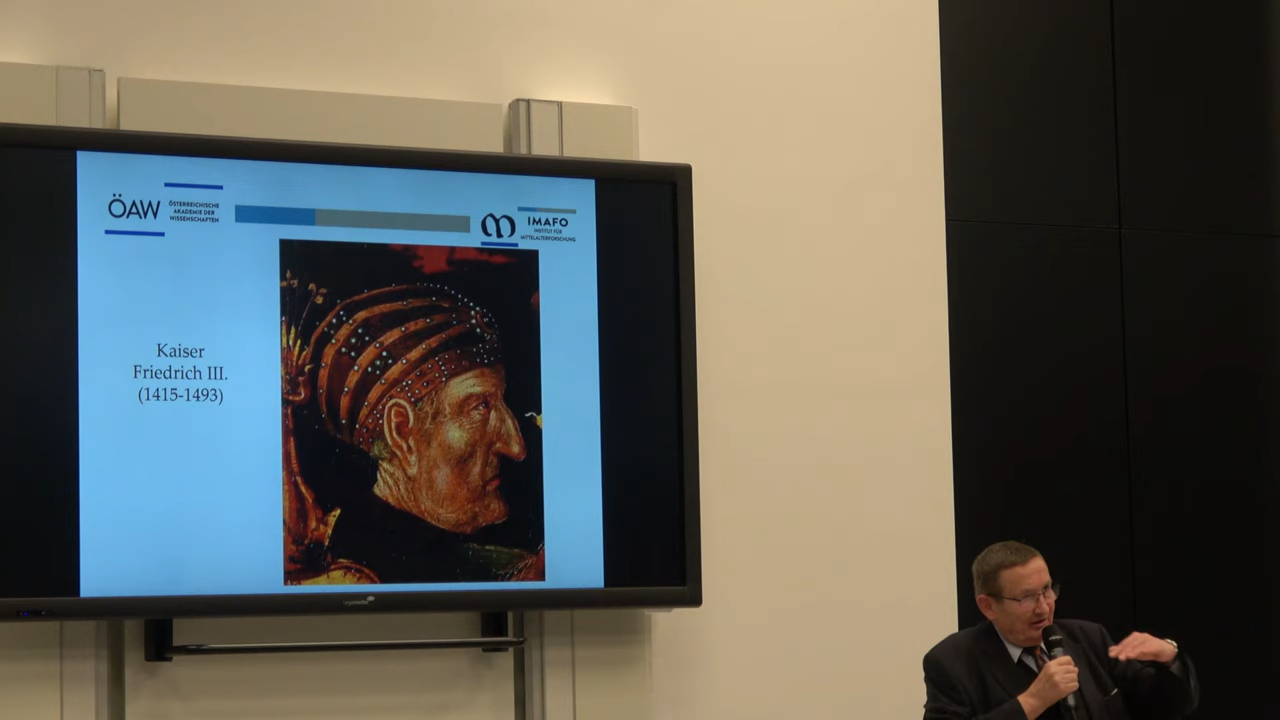 ÖAW
ÖSTERREICHISCHE
AKADEMIE DER
WISSENSCHAFTEN
IMAFO
INSTITUT FÜR
MITTELALTERFORSCHUNG
Kaiser
Friedrich III.
(1415-1493)